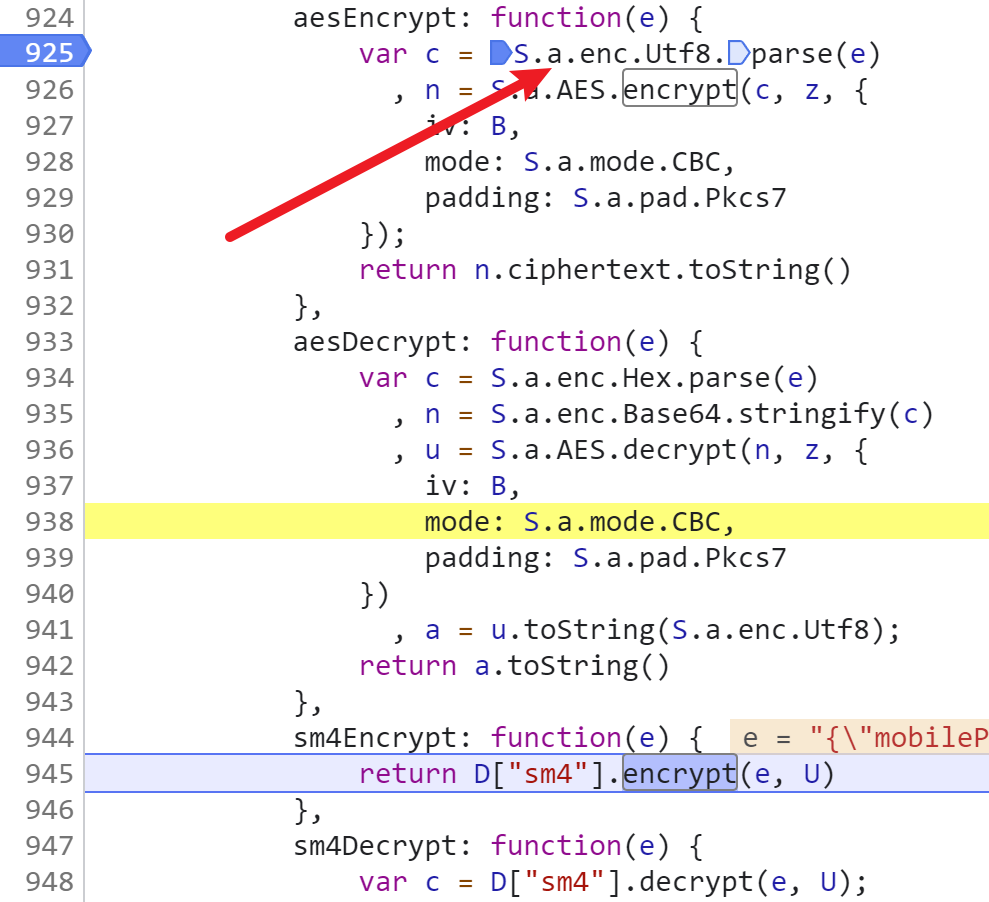 924 aesEncrypt: function(e) {
925 var c = S.a.enc.Utf8.parse(e)
926 , n = S.a.AES.encrypt(c, z, {
927 iv: B,
928 mode: S.a.mode.CBC,
929 padding: S.a.pad.Pkcs7
930 });
931 return n.ciphertext.toString()
932 },
933 aesDecrypt: function(e) {
934 var c = S.a.enc.Hex.parse(e)
935 , n = S.a.enc.Base64.stringify(c)
936 , u = S.a.AES.decrypt(n, z, {
937 iv: B,
938 mode: S.a.mode.CBC,
939 padding: S.a.pad.Pkcs7
940 })
941 , a = u.toString(S.a.enc.Utf8);
942 return a.toString()
943 },
944 sm4Encrypt: function(e) { e = "{\"mobileP
945 return D["sm4"].encrypt(e, U)
946 },
947 sm4Decrypt: function(e) {
948 var c = D["sm4"].decrypt(e, U);